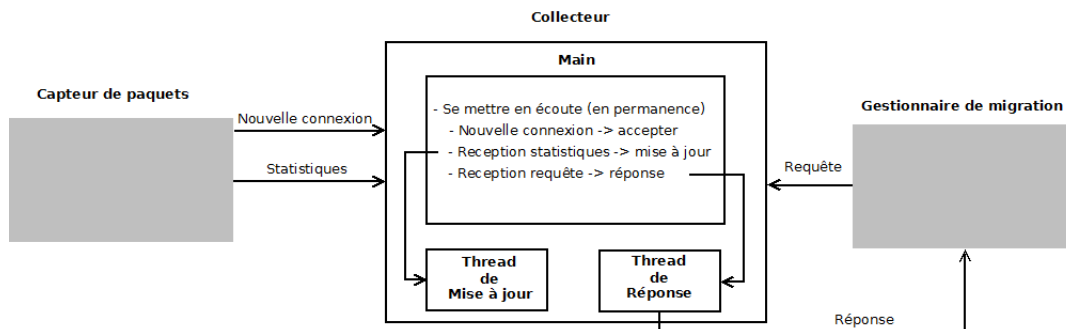 Collecteur
Main
Capteur de paquets
Nouvelle connexion
Statistiques
- Se mettre en écoute (en permanence)
- Nouvelle connexion -> accepter
- Reception statistiques -> mise à jour
- Reception requête -> réponse
Gestionnaire de migration
Requête
Thread
de
Mise à jour
Thread
de
Réponse
Réponse